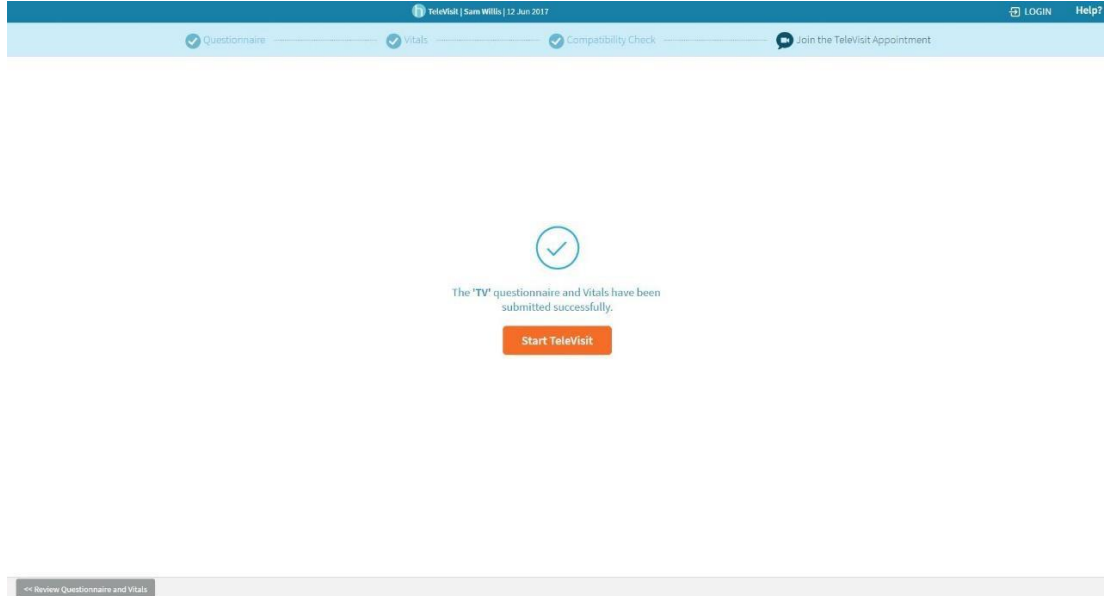 TeleVisit | Sam Willis | 12 Jun 2017
LOGIN
Help?
Questionnaire
Vitals
Compatibility Check
Join the TeleVisit Appointment
The 'TV' questionnaire and Vitals have been
submitted successfully.
Start TeleVisit
<< Review Questionnaire and Vitals